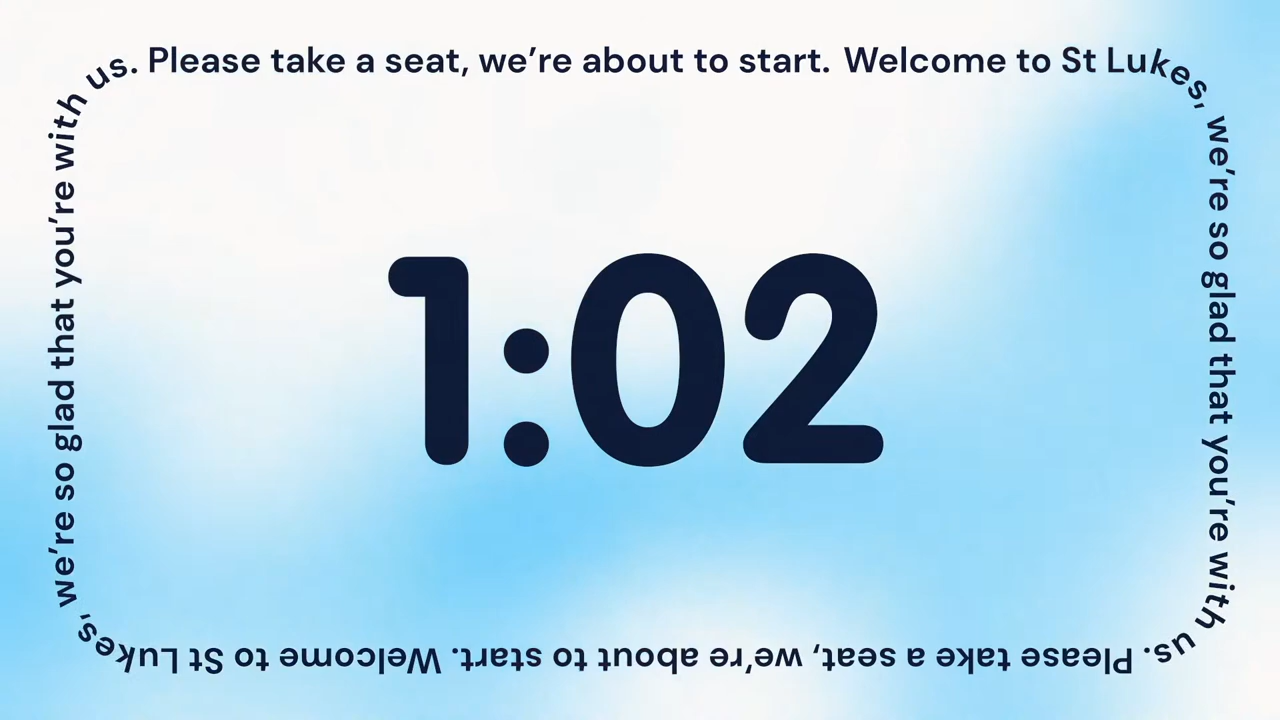 Please take a seat, we’re about to start. Welcome to St Lukes, we’re so glad that you’re with us. Please take a seat, we’re about to start. Welcome to St Lukes, we’re so glad that you’re with us.
1:02